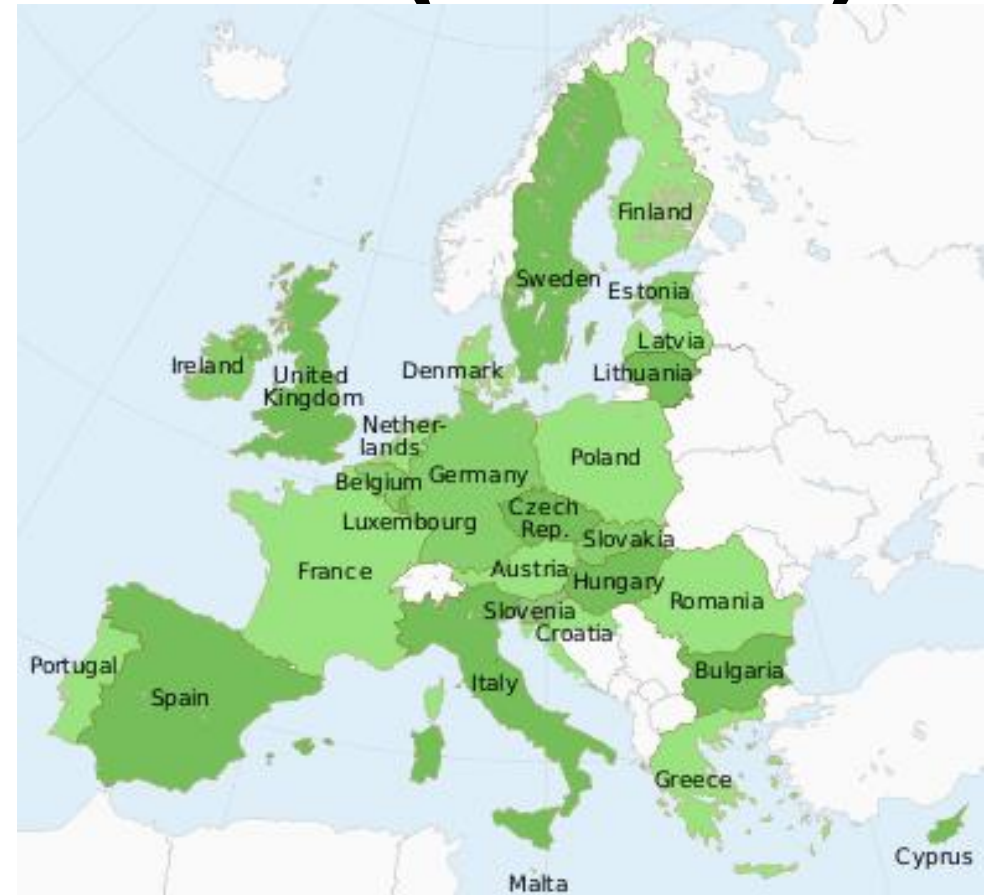 Finland
Sweden
Estonia
Latvia
Lithuania
Ireland
United
Kingdom
Denmark
Nether-
lands
Belgium
Germany
Poland
Luxembourg
Czech
Rep.
Slovakia
France
Austria
Hungary
Romania
Slovenia
Croatia
Portugal
Spain
Italy
Bulgaria
Greece
Cyprus
Malta